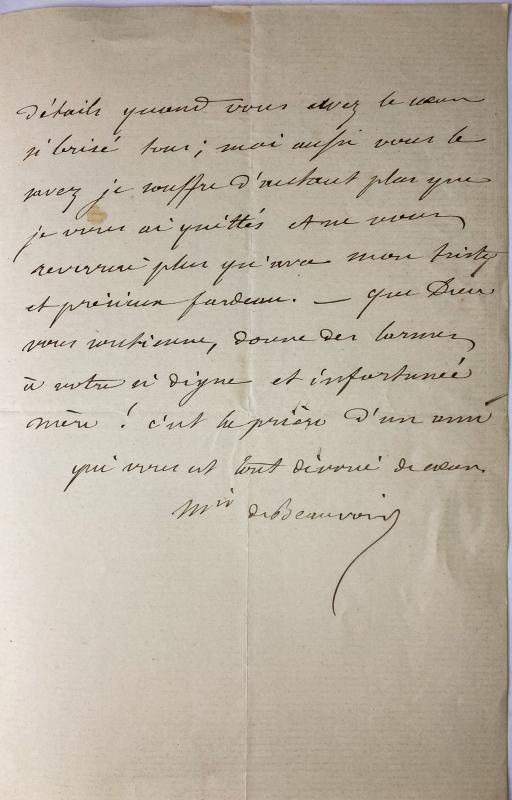 détails quand vous avez le cœur
si brisé tous ; moi aussi vous le
savez je souffre d'autant plus que
je vous ai quittés et ne vous
reverrai plus qu'avec mon triste
et précieux fardeau. — que Dieu
vous soutienne, donne des larmes
à votre si digne et infortunée
mère ! c'est la prière d'un ami
qui vous est tout dévoué de cœur.
de Beauvoir